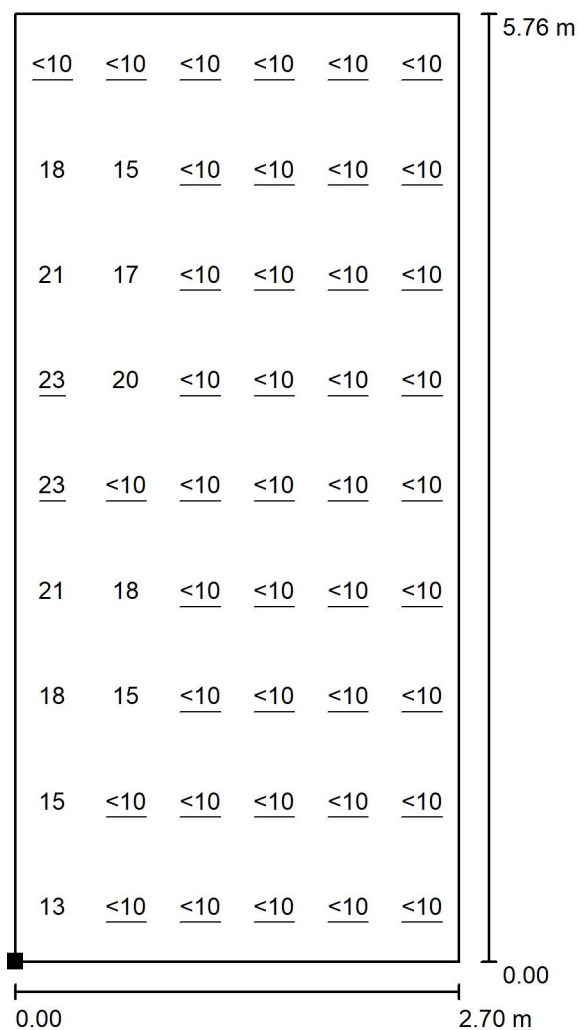 5.76 m
<10 <10 <10 <10 <10 <10
18 15 <10 <10 <10 <10
21 17 <10 <10 <10 <10
23 20 <10 <10 <10 <10
23 <10 <10 <10 <10 <10
21 18 <10 <10 <10 <10
18 15 <10 <10 <10 <10
15 <10 <10 <10 <10 <10
13 <10 <10 <10 <10 <10
0.00
0.00 2.70 m